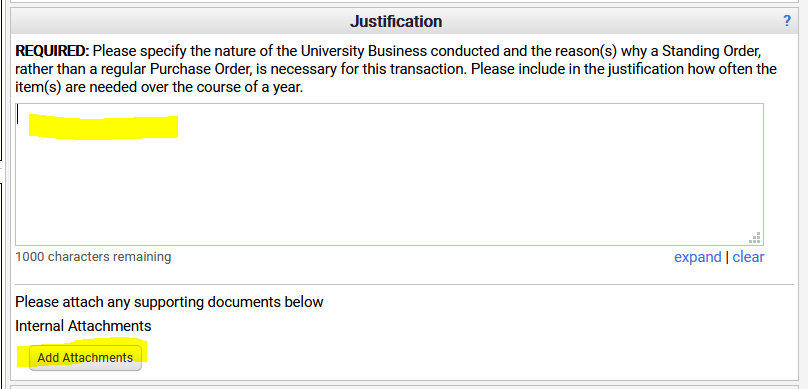 Justification ?
REQUIRED: Please specify the nature of the University Business conducted and the reason(s) why a Standing Order,
rather than a regular Purchase Order, is necessary for this transaction. Please include in the justification how often the
item(s) are needed over the course of a year.
1000 characters remaining expand | clear
Please attach any supporting documents below
Internal Attachments
Add Attachments